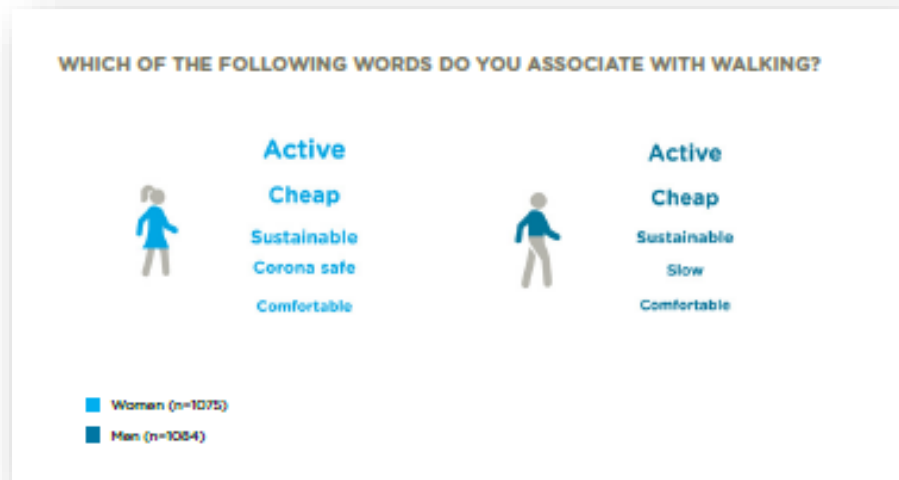 WHICH OF THE FOLLOWING WORDS DO YOU ASSOCIATE WITH WALKING?
Active
Cheap
Sustainable
Corona safe
Comfortable
Active
Cheap
Sustainable
Slow
Comfortable
Women (n=1075)
Men (n=1084)